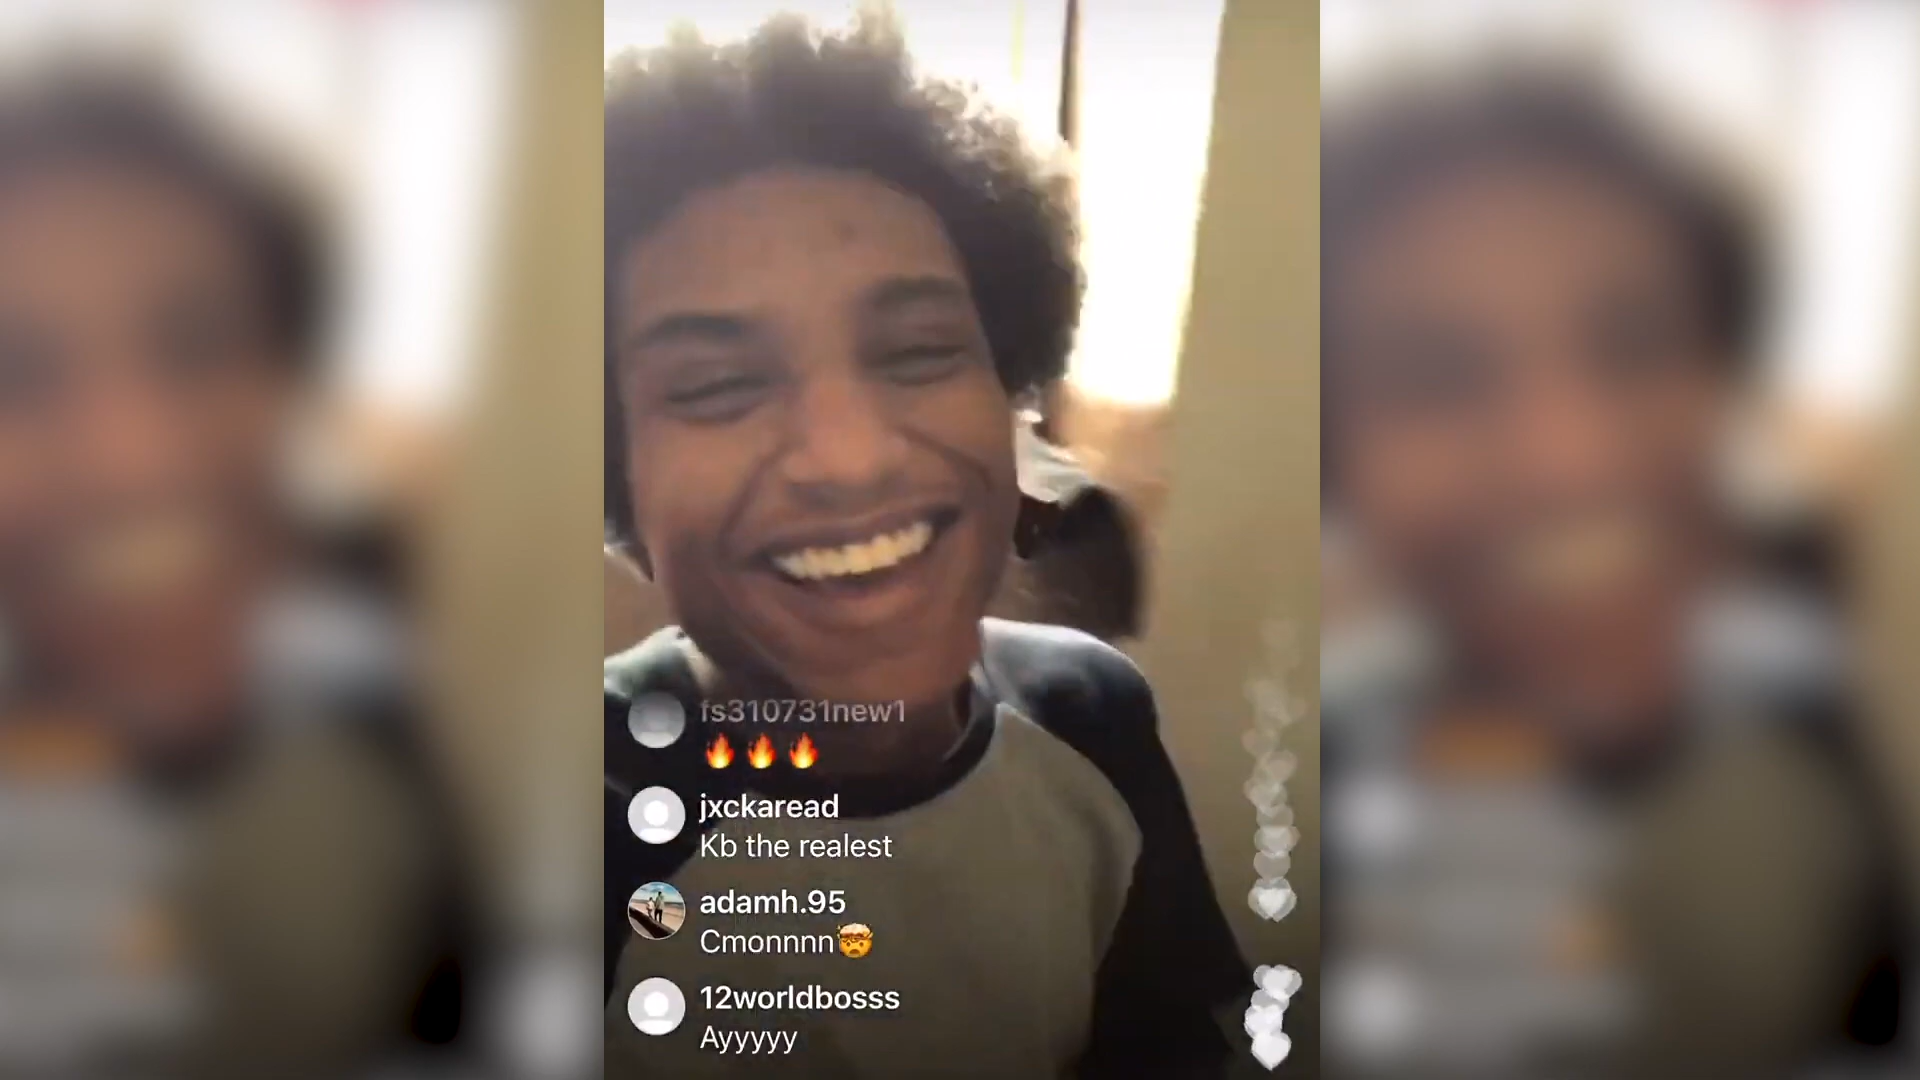 fs310731new1
🔥🔥🔥
jxckaread
Kb the realest
adamh.95
Cmonnnn🤯
12worldbosss
Ayyyyy